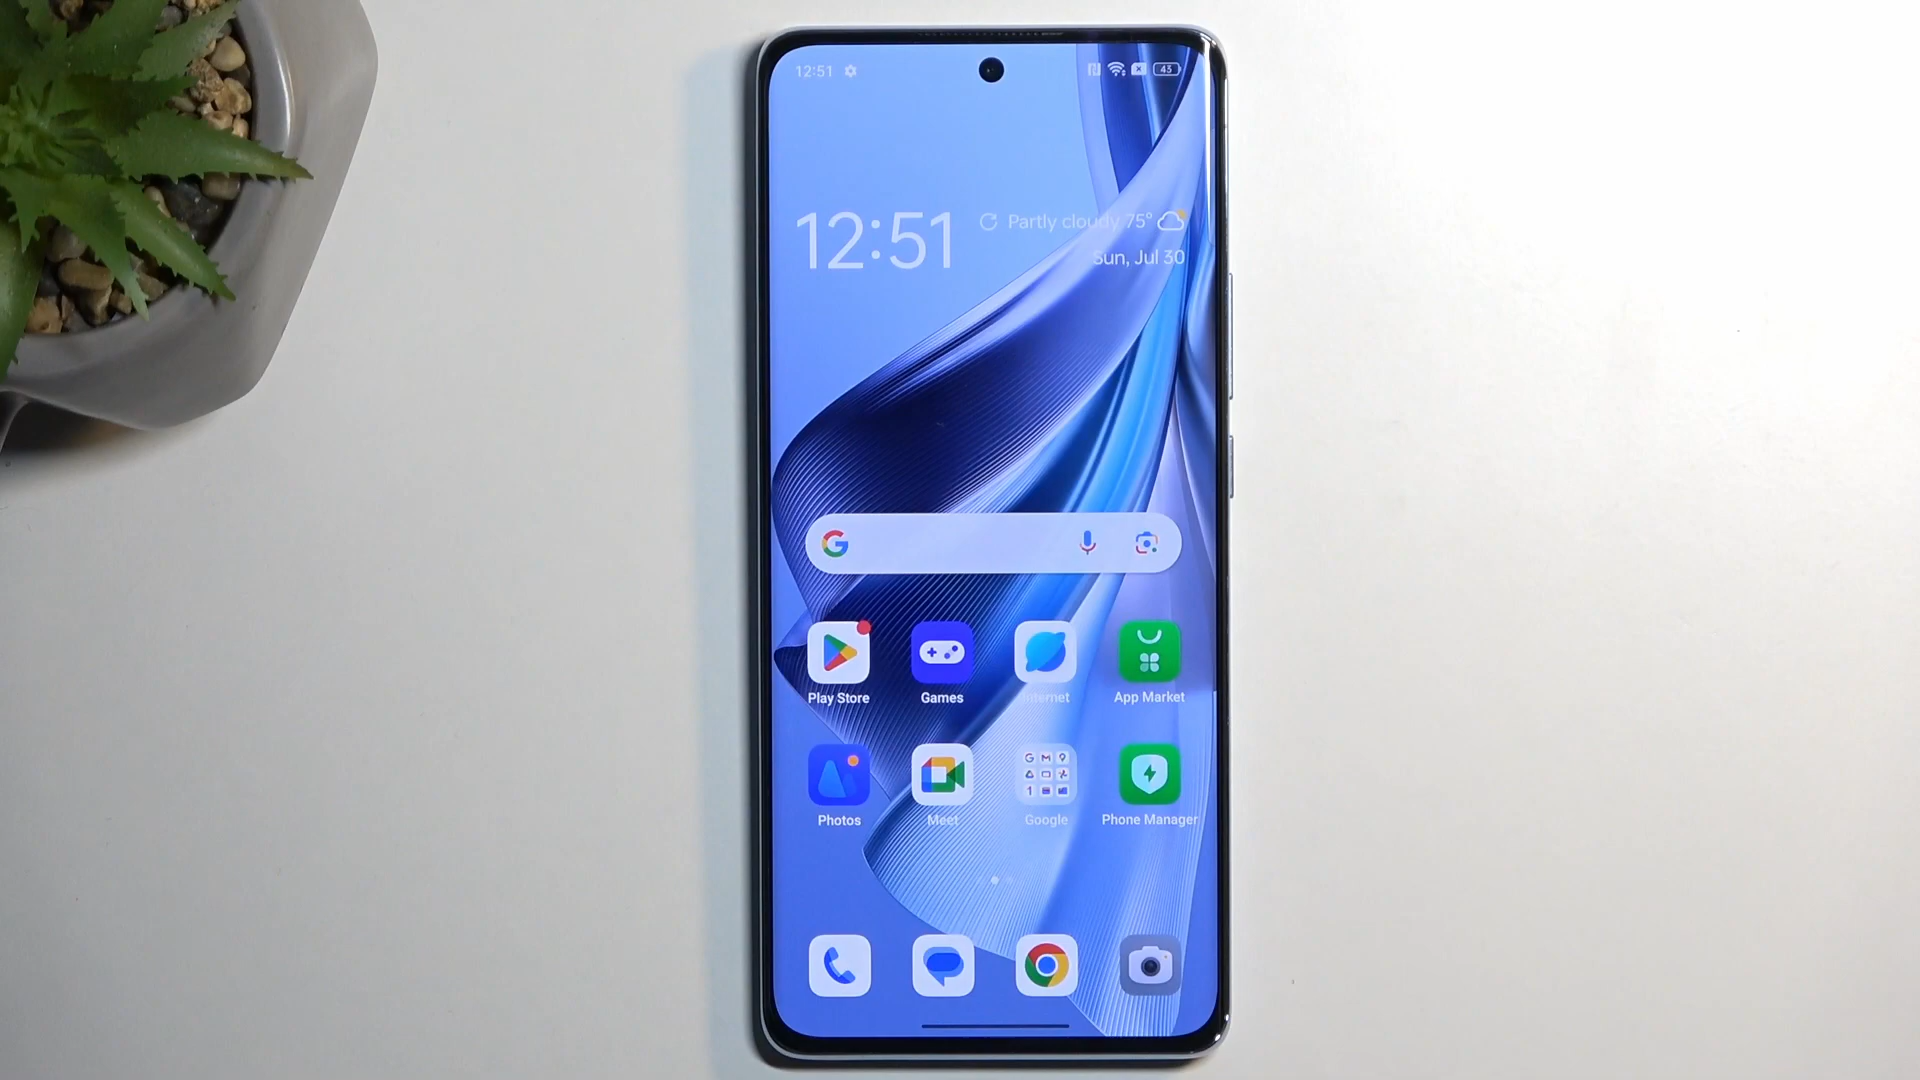 12:51
43
12:51
Partly cloudy 75°
Sun, Jul 30
Play Store
Games
Internet
App Market
Photos
Meet
Google
Phone Manager